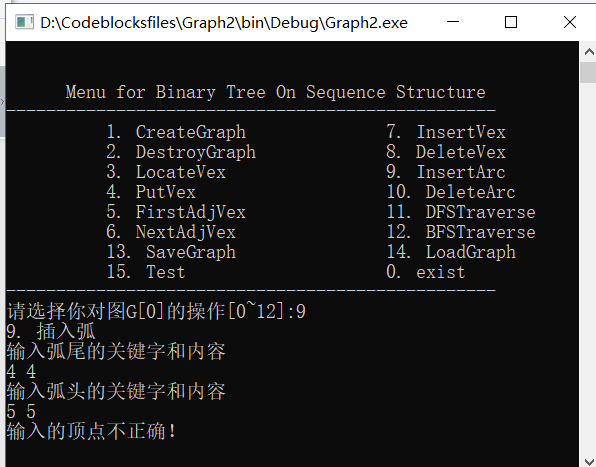 D:\Codeblocksfiles\Graph2\bin\Debug\Graph2.exe
Menu for Binary Tree On Sequence Structure
-------------------------------------------------
1. CreateGraph 7. InsertVex
2. DestroyGraph 8. DeleteVex
3. LocateVex 9. InsertArc
4. PutVex 10. DeleteArc
5. FirstAdjVex 11. DFSTraverse
6. NextAdjVex 12. BFSTraverse
13. SaveGraph 14. LoadGraph
15. Test 0. exist
-------------------------------------------------
请选择你对图G[0]的操作[0~12]:9
9. 插入弧
输入弧尾的关键字和内容
4 4
输入弧头的关键字和内容
5 5
输入的顶点不正确!